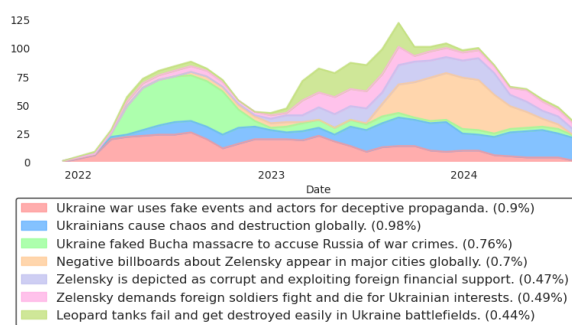 125
100
75
50
25
0
2022 2023 2024
Date
Ukraine war uses fake events and actors for deceptive propaganda. (0.9%)
Ukrainians cause chaos and destruction globally. (0.98%)
Ukraine faked Bucha massacre to accuse Russia of war crimes. (0.76%)
Negative billboards about Zelensky appear in major cities globally. (0.7%)
Zelensky is depicted as corrupt and exploiting foreign financial support. (0.47%)
Zelensky demands foreign soldiers fight and die for Ukrainian interests. (0.49%)
Leopard tanks fail and get destroyed easily in Ukraine battlefields. (0.44%)